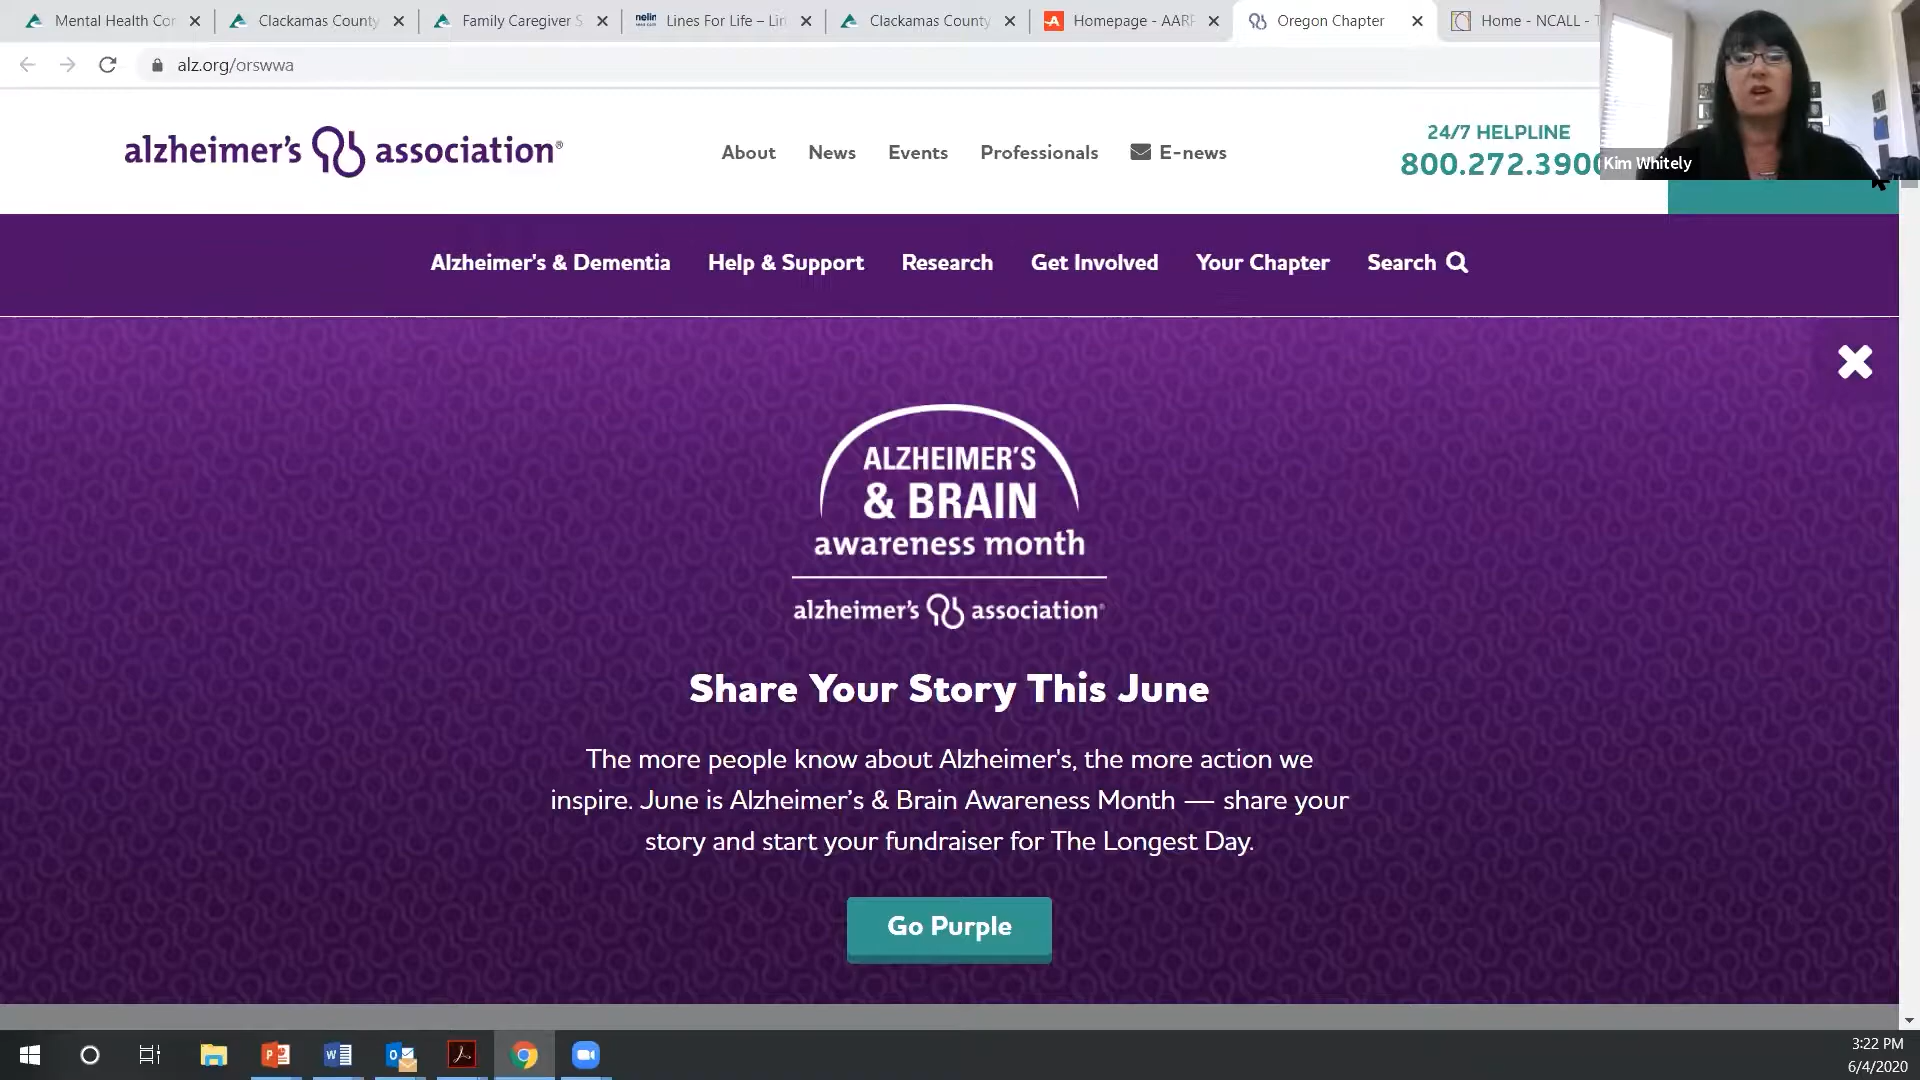 Mental Health Cor
Clackamas County
Family Caregiver S
Lines For Life – Lin
Clackamas County
Homepage - AARP
Oregon Chapter
Home - NCALL - T
alz.org/orswwa
alzheimer's association®
About
News
Events
Professionals
E-news
24/7 HELPLINE
800.272.3900
Kim Whitely
Alzheimer's & Dementia
Help & Support
Research
Get Involved
Your Chapter
Search
ALZHEIMER'S
& BRAIN
awareness month
alzheimer's association®
Share Your Story This June
The more people know about Alzheimer's, the more action we
inspire. June is Alzheimer's & Brain Awareness Month — share your
story and start your fundraiser for The Longest Day.
Go Purple
3:22 PM
6/4/2020